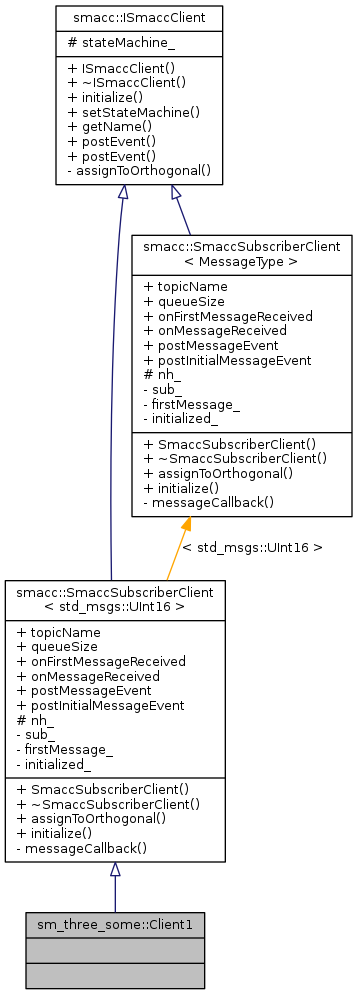 smacc::ISmaccClient
# stateMachine_
+ ISmaccClient()
+ ~ISmaccClient()
+ initialize()
+ setStateMachine()
+ getName()
+ postEvent()
+ postEvent()
- assignToOrthogonal()
smacc::SmaccSubscriberClient
< MessageType >
+ topicName
+ queueSize
+ onFirstMessageReceived
+ onMessageReceived
+ postMessageEvent
+ postInitialMessageEvent
# nh_
- sub_
- firstMessage_
- initialized_
+ SmaccSubscriberClient()
+ ~SmaccSubscriberClient()
+ assignToOrthogonal()
+ initialize()
- messageCallback()
< std_msgs::UInt16 >
smacc::SmaccSubscriberClient
< std_msgs::UInt16 >
+ topicName
+ queueSize
+ onFirstMessageReceived
+ onMessageReceived
+ postMessageEvent
+ postInitialMessageEvent
# nh_
- sub_
- firstMessage_
- initialized_
+ SmaccSubscriberClient()
+ ~SmaccSubscriberClient()
+ assignToOrthogonal()
+ initialize()
- messageCallback()
sm_three_some::Client1